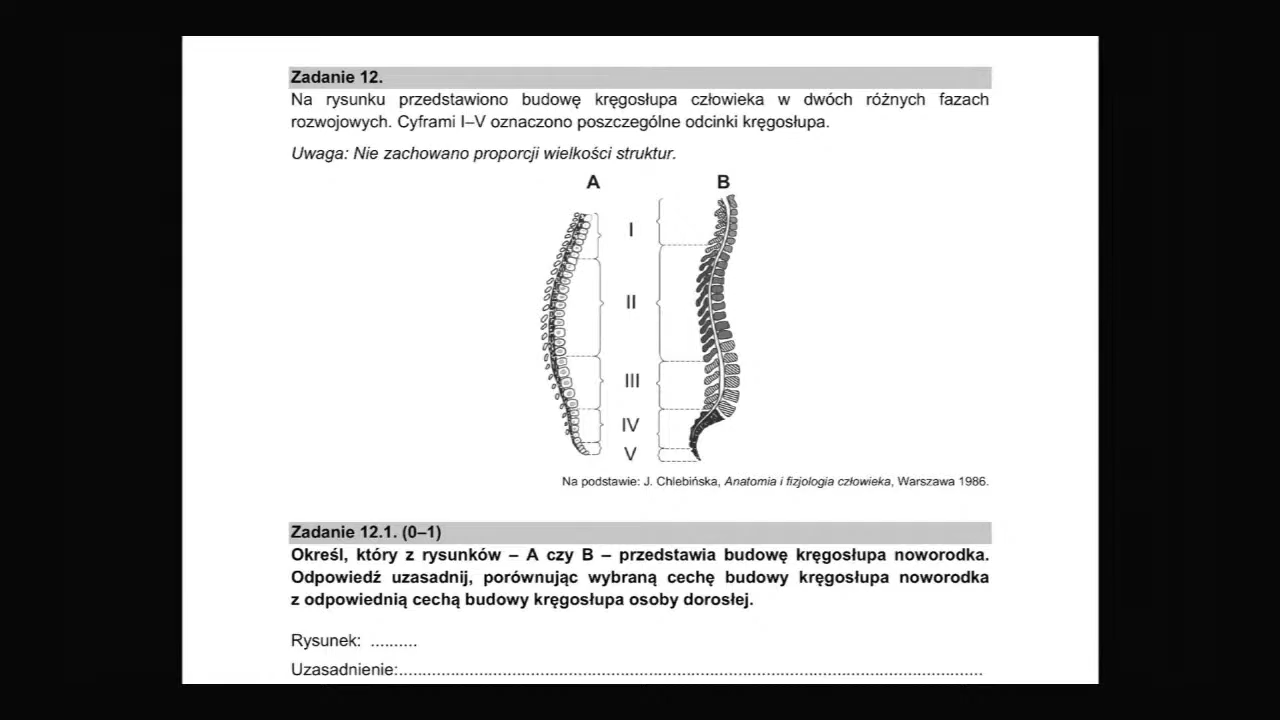 Zadanie 12.
Na rysunku przedstawiono budowę kręgosłupa człowieka w dwóch różnych fazach
rozwojowych. Cyframi I–V oznaczono poszczególne odcinki kręgosłupa.
Uwaga: Nie zachowano proporcji wielkości struktur.
A
B
I
II
III
IV
V
Na podstawie: J. Chlebińska, Anatomia i fizjologia człowieka, Warszawa 1986.
Zadanie 12.1. (0–1)
Określ, który z rysunków – A czy B – przedstawia budowę kręgosłupa noworodka.
Odpowiedź uzasadnij, porównując wybraną cechę budowy kręgosłupa noworodka
z odpowiednią cechą budowy kręgosłupa osoby dorosłej.
Rysunek: ..........
Uzasadnienie:....................................................................................................................